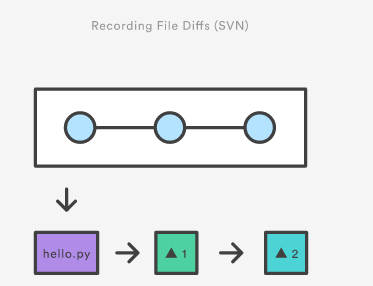 Recording File Diffs (SVN)
hello.py
▲ 1
▲ 2